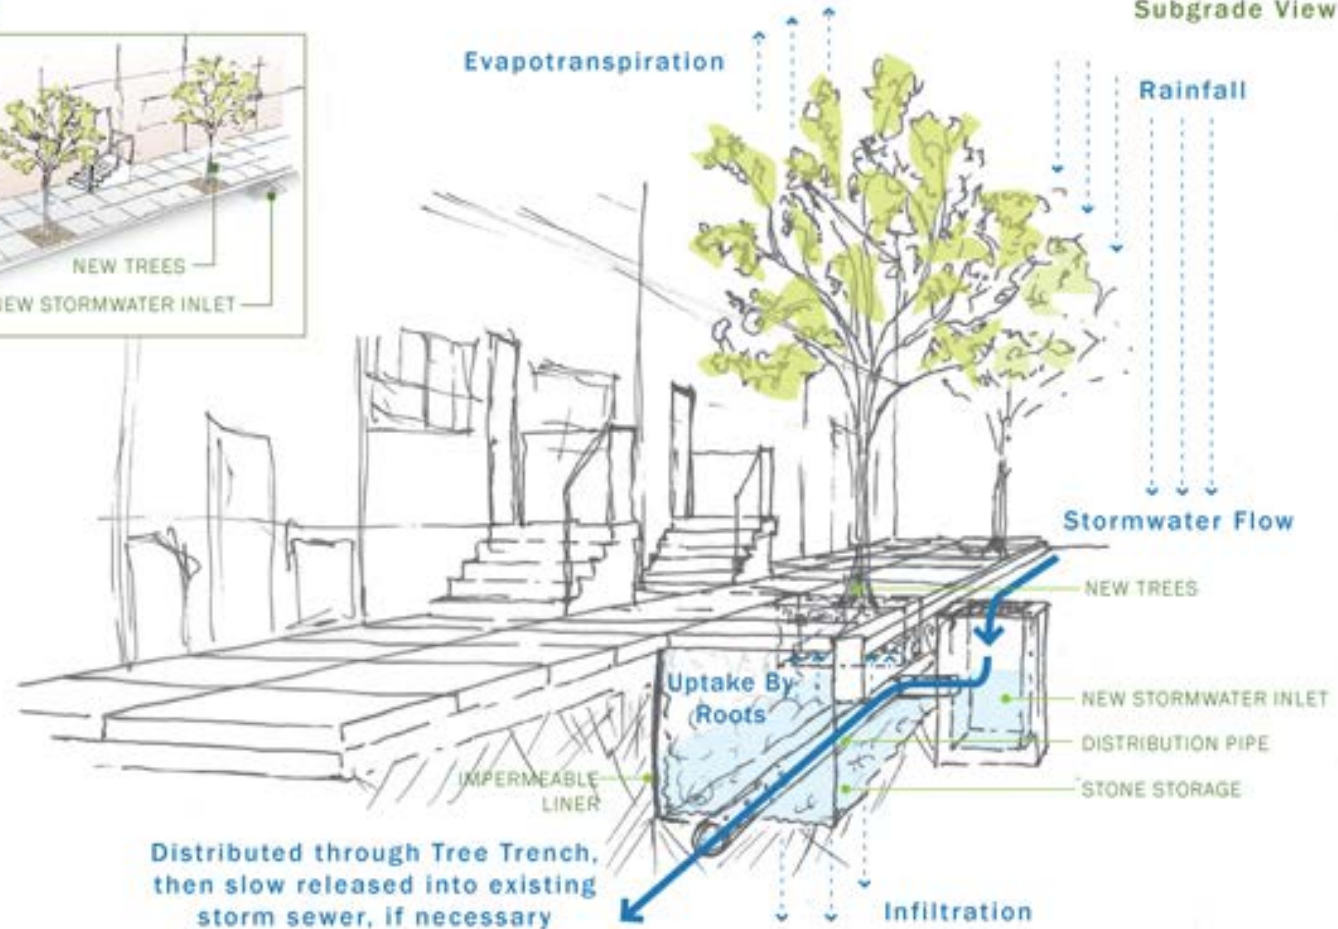 Subgrade View
Evapotranspiration
Rainfall
NEW TREES
NEW STORMWATER INLET
Stormwater Flow
NEW TREES
Uptake By
Roots
NEW STORMWATER INLET
DISTRIBUTION PIPE
STONE STORAGE
IMPERMEABLE
LINER
Distributed through Tree Trench,
then slow released into existing
storm sewer, if necessary
Infiltration